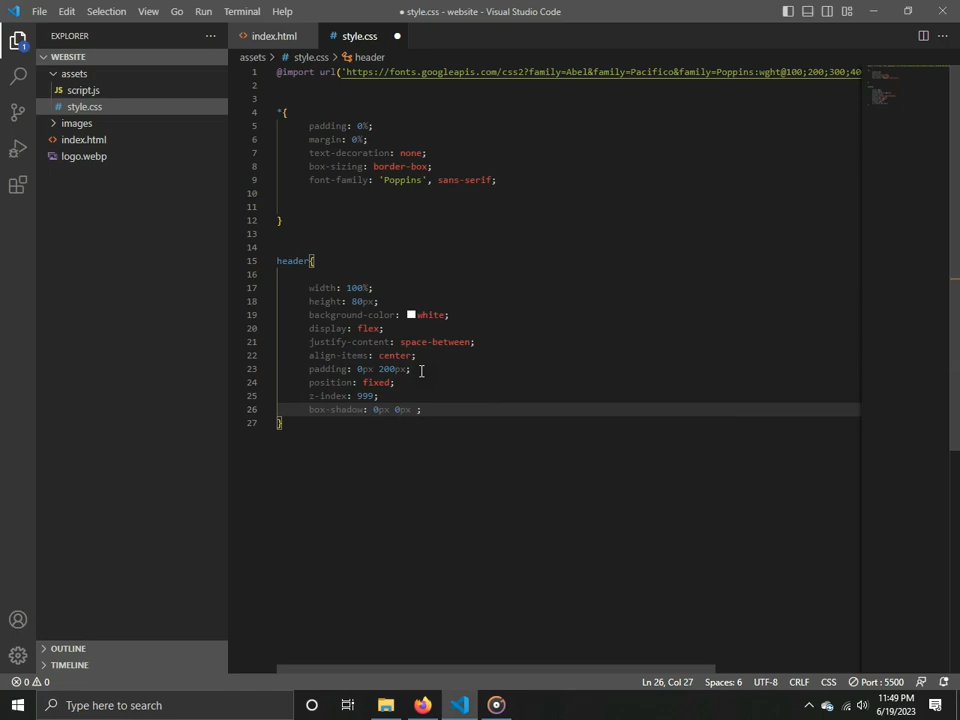 File Edit Selection View Go Run Terminal Help
● style.css - website - Visual Studio Code
EXPLORER
index.html
style.css
WEBSITE
assets > # style.css > header
assets
script.js
style.css
images
index.html
logo.webp
1 @import url('https://fonts.googleapis.com/css2?family=Abel&family=Pacifico&family=Poppins:wght@100;200;300;40
2
3
4 *{
5 padding: 0%;
6 margin: 0%;
7 text-decoration: none;
8 box-sizing: border-box;
9 font-family: 'Poppins', sans-serif;
10
11
12 }
13
14
15 header{
16
17 width: 100%;
18 height: 80px;
19 background-color: white;
20 display: flex;
21 justify-content: space-between;
22 align-items: center;
23 padding: 0px 200px;
24 position: fixed;
25 z-index: 999;
26 box-shadow: 0px 0px ;
27 }
OUTLINE
TIMELINE
0 0 Ln 26, Col 27 Spaces: 6 UTF-8 CRLF CSS Port : 5500
1
Type here to search
11:49 PM
6/19/2023